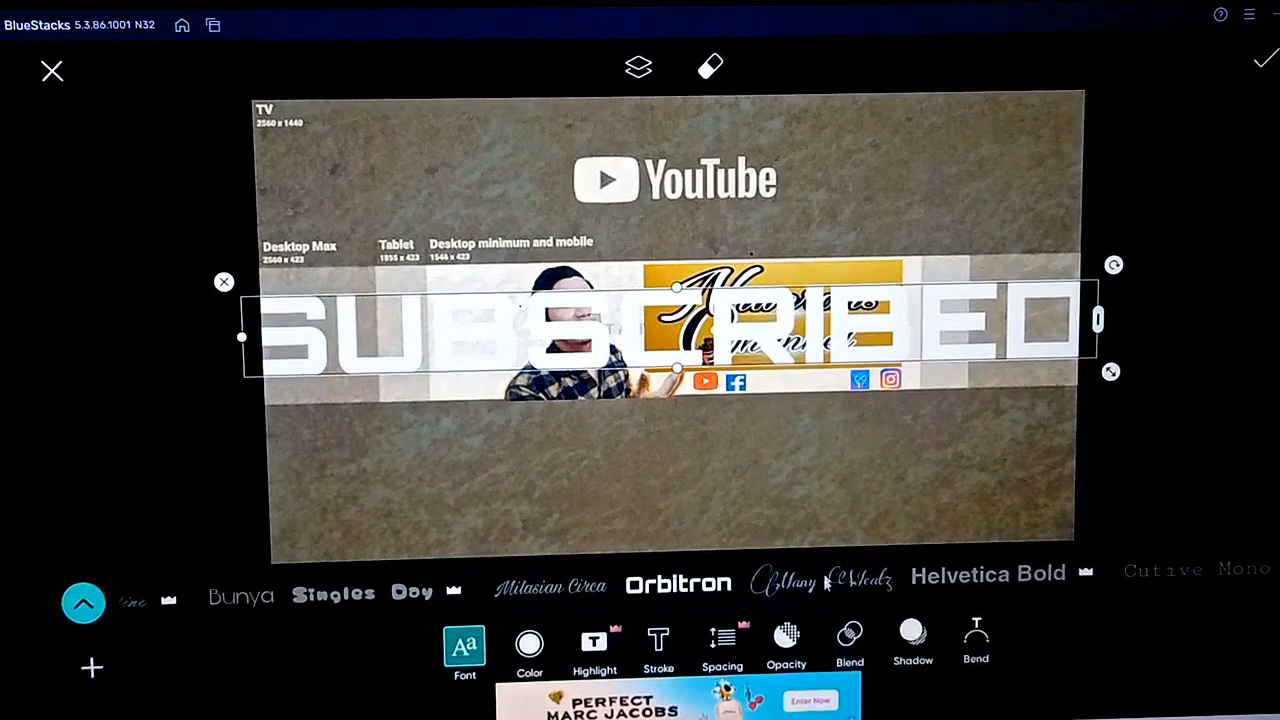 BlueStacks 5.3.86.1001 N32
TV
2560 x 1440
YouTube
Desktop Max
2560 x 423
Tablet
1855 x 423
Desktop minimum and mobile
1546 x 423
SUBSCRIBED
Bunya
Singles Day
Milasian Circa
Orbitron
Helvetica Bold
Cutive Mono
Aa
Font
Color
T
Highlight
Stroke
Spacing
Opacity
Blend
Shadow
T
Bend
PERFECT
MARC JACOBS
Enter Now